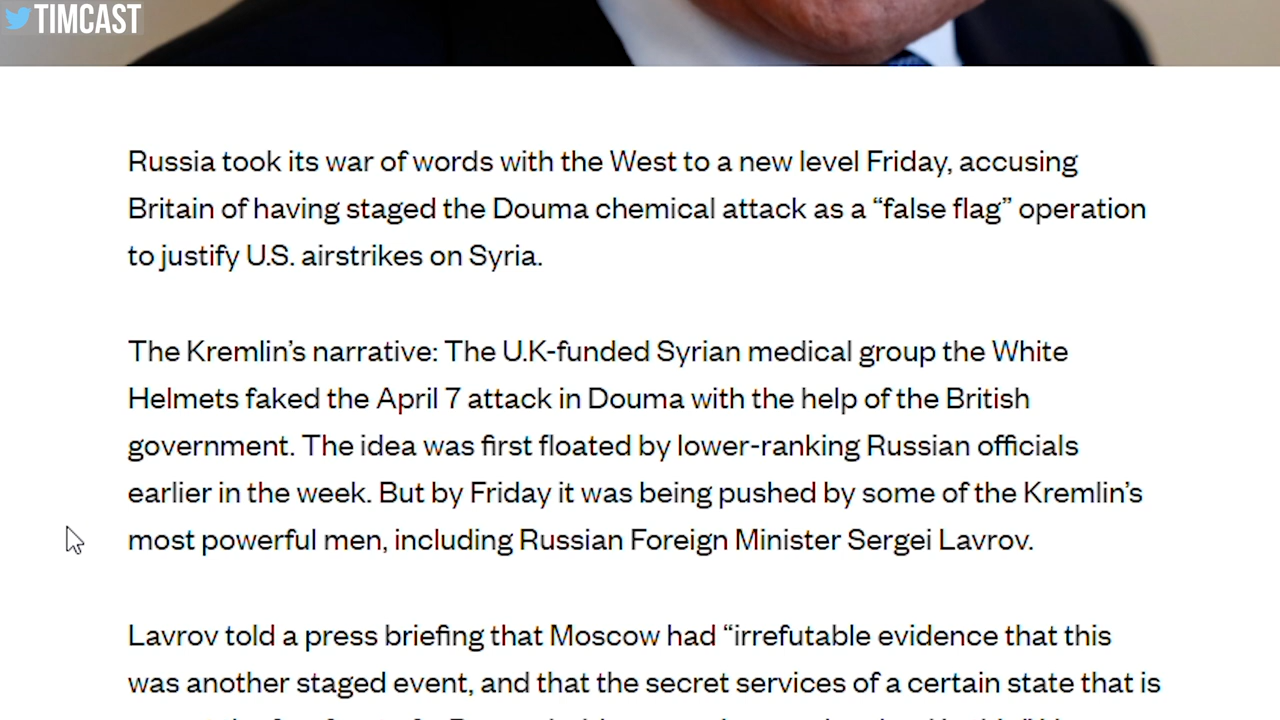 TIMCAST
Russia took its war of words with the West to a new level Friday, accusing
Britain of having staged the Douma chemical attack as a “false flag” operation
to justify U.S. airstrikes on Syria.
The Kremlin’s narrative: The U.K-funded Syrian medical group the White
Helmets faked the April 7 attack in Douma with the help of the British
government. The idea was first floated by lower-ranking Russian officials
earlier in the week. But by Friday it was being pushed by some of the Kremlin’s
most powerful men, including Russian Foreign Minister Sergei Lavrov.
Lavrov told a press briefing that Moscow had “irrefutable evidence that this
was another staged event, and that the secret services of a certain state that is